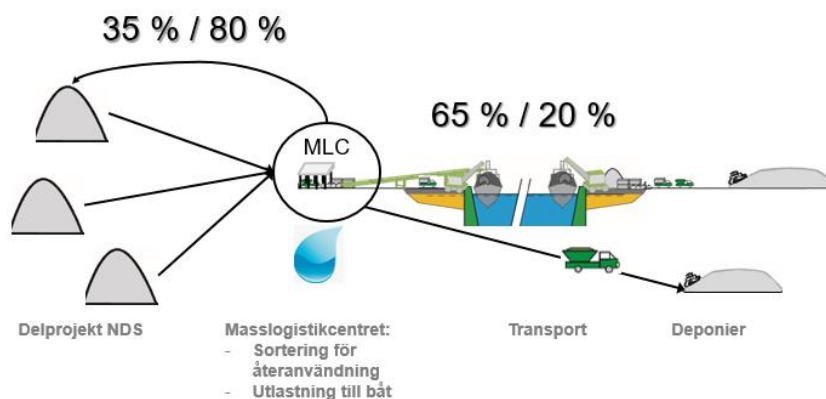 35 % / 80 %
MLC
65 % / 20 %
Delprojekt NDS
Masslogistikcentret:
- Sortering för
återanvändning
- Utlastning till båt
Transport
Deponier